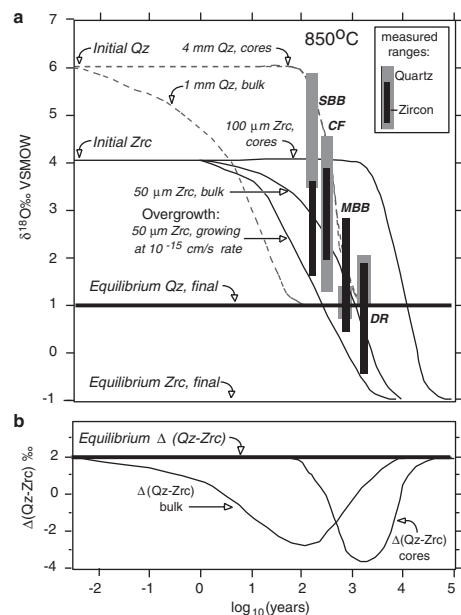 a
850°C
7
6
5
4
3
2
1
0
-1
δ¹⁸O‰ VSMOW
Initial Qz
4 mm Qz, cores
1 mm Qz, bulk
measured
ranges:
Quartz
Zircon
SBB
CF
Initial Zrc
100 µm Zrc,
cores
50 µm Zrc, bulk
MBB
Overgrowth:
50 µm Zrc, growing
at 10⁻¹⁵ cm/s rate
Equilibrium Qz, final
DR
Equilibrium Zrc, final
b
Equilibrium Δ (Qz-Zrc)
2
0
-2
-4
Δ(Qz-Zrc) ‰
Δ(Qz-Zrc)
bulk
Δ(Qz-Zrc)
cores
-2 -1 0 1 2 3 4 5
log₁₀(years)